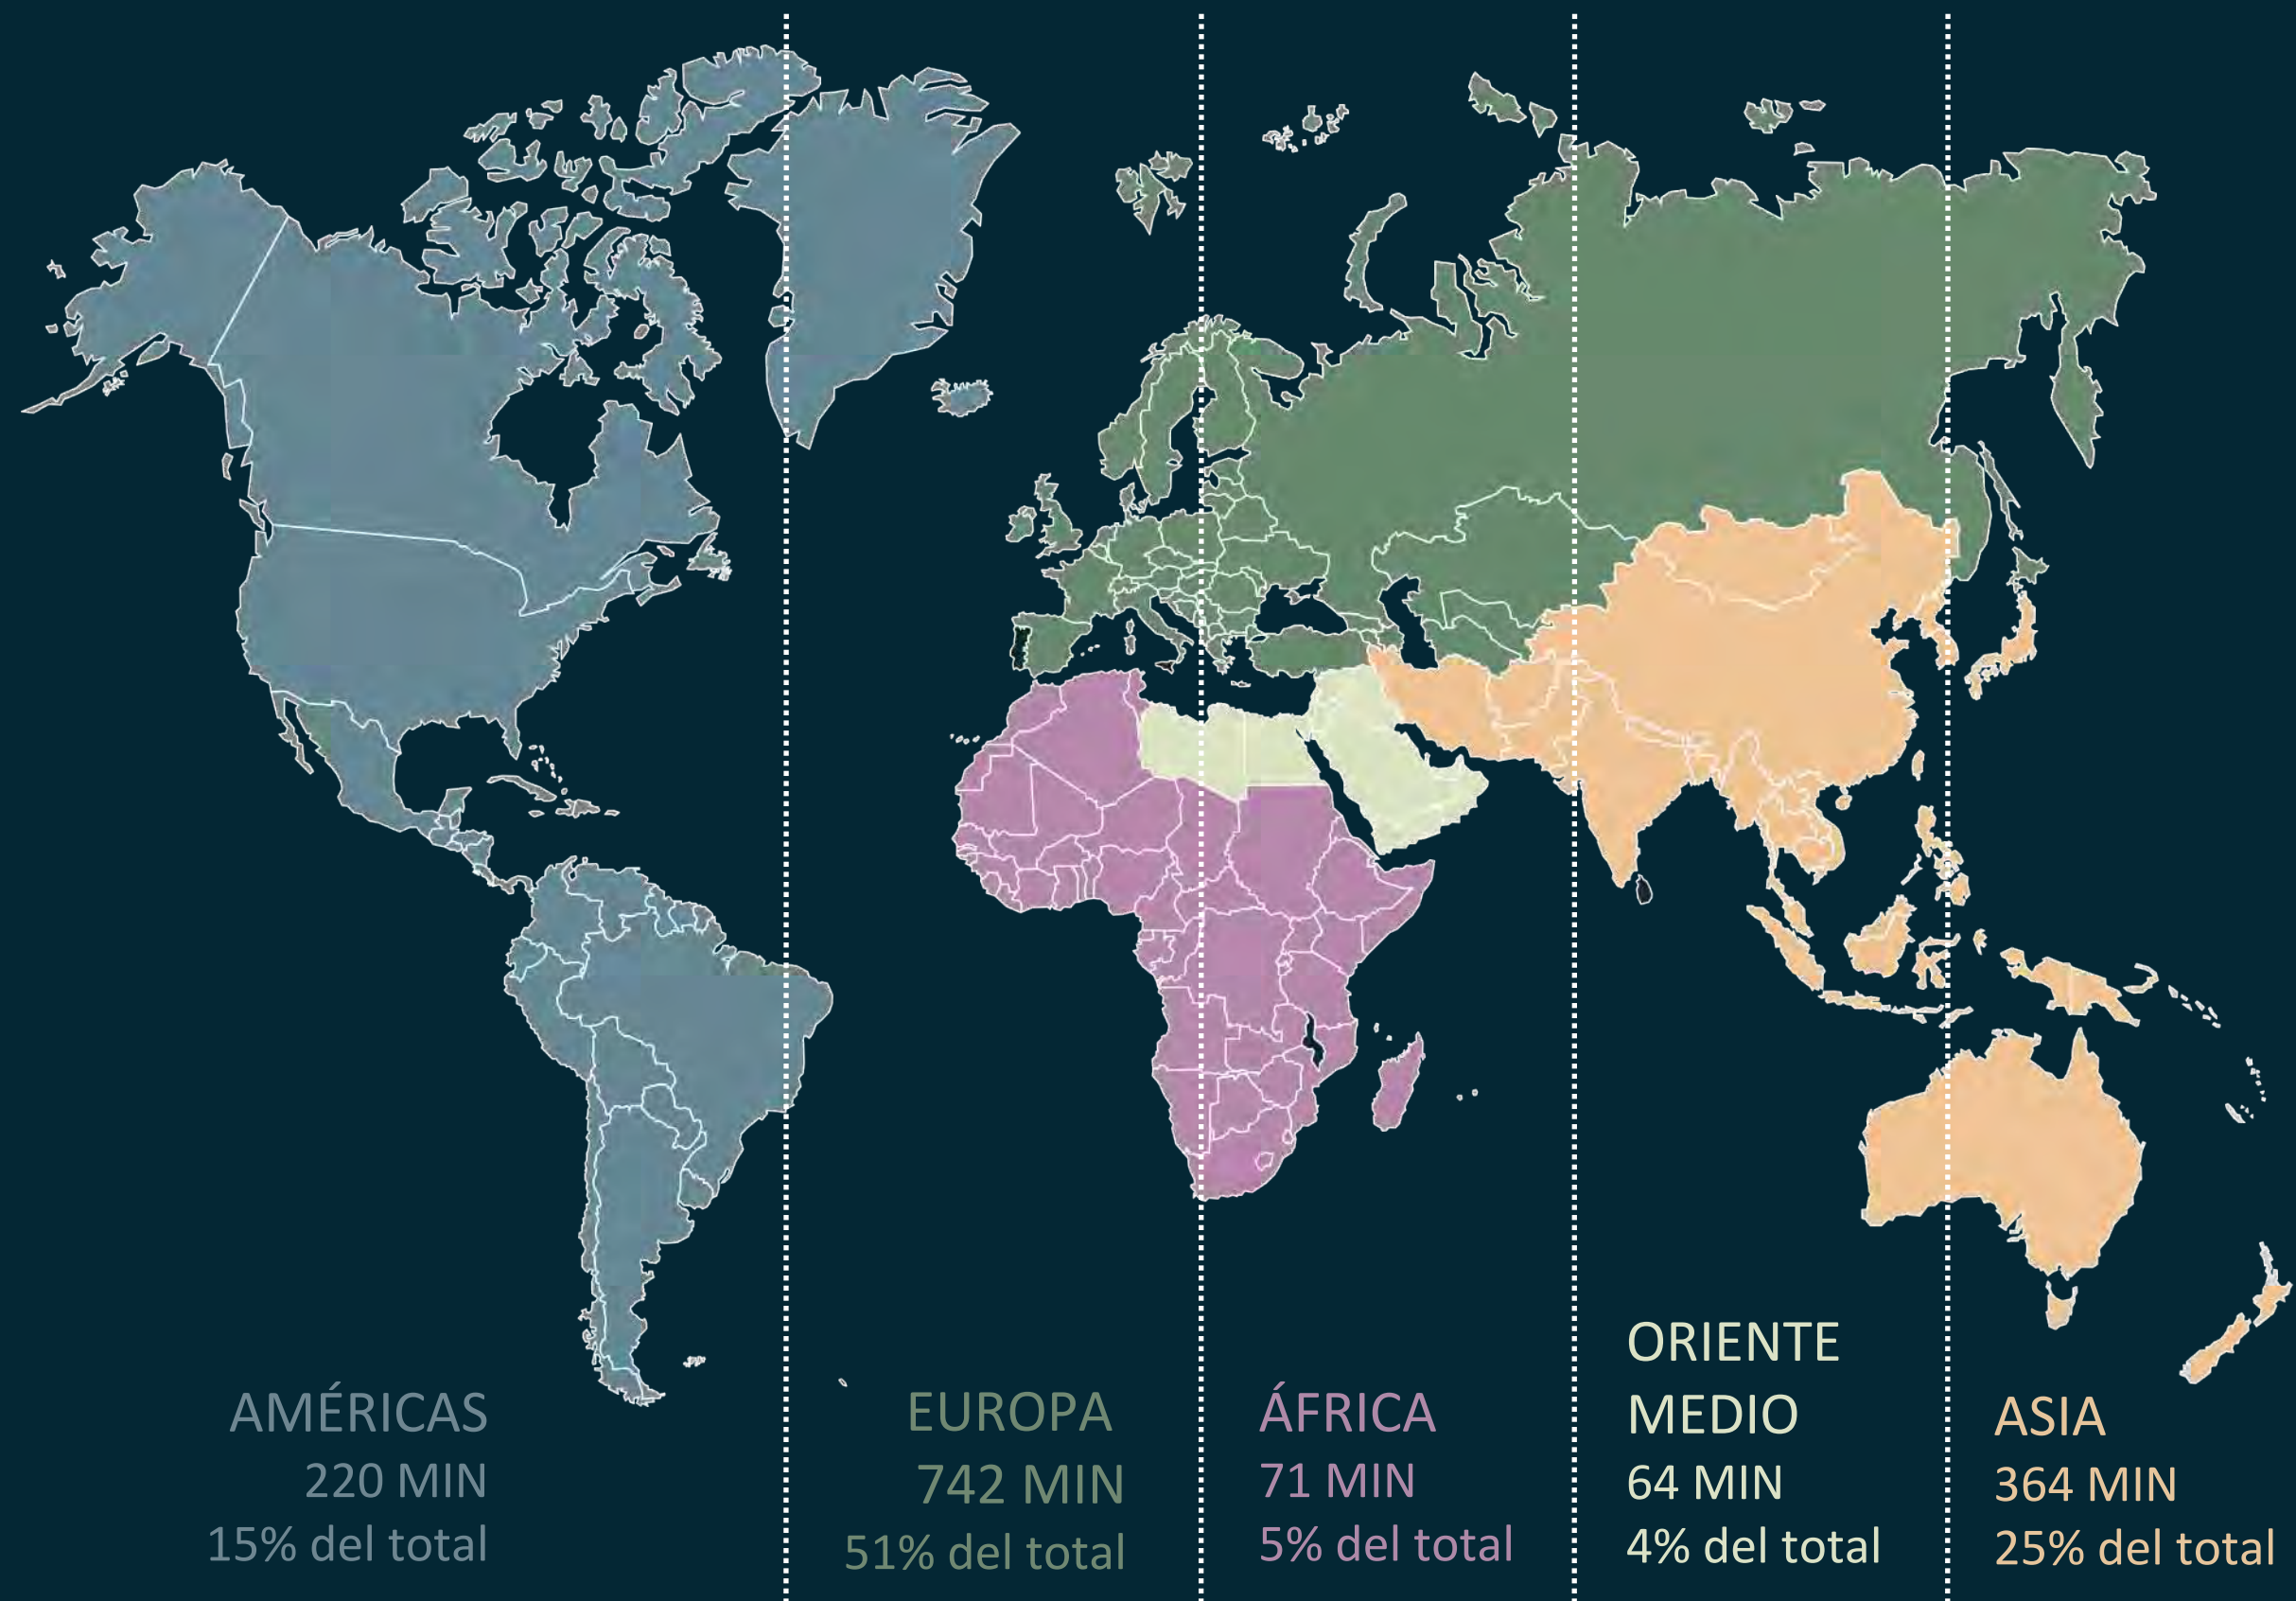 AMÉRICAS
220 MIN
15% del total
EUROPA
742 MIN
51% del total
ÁFRICA
71 MIN
5% del total
ORIENTE
MEDIO
64 MIN
4% del total
ASIA
364 MIN
25% del total